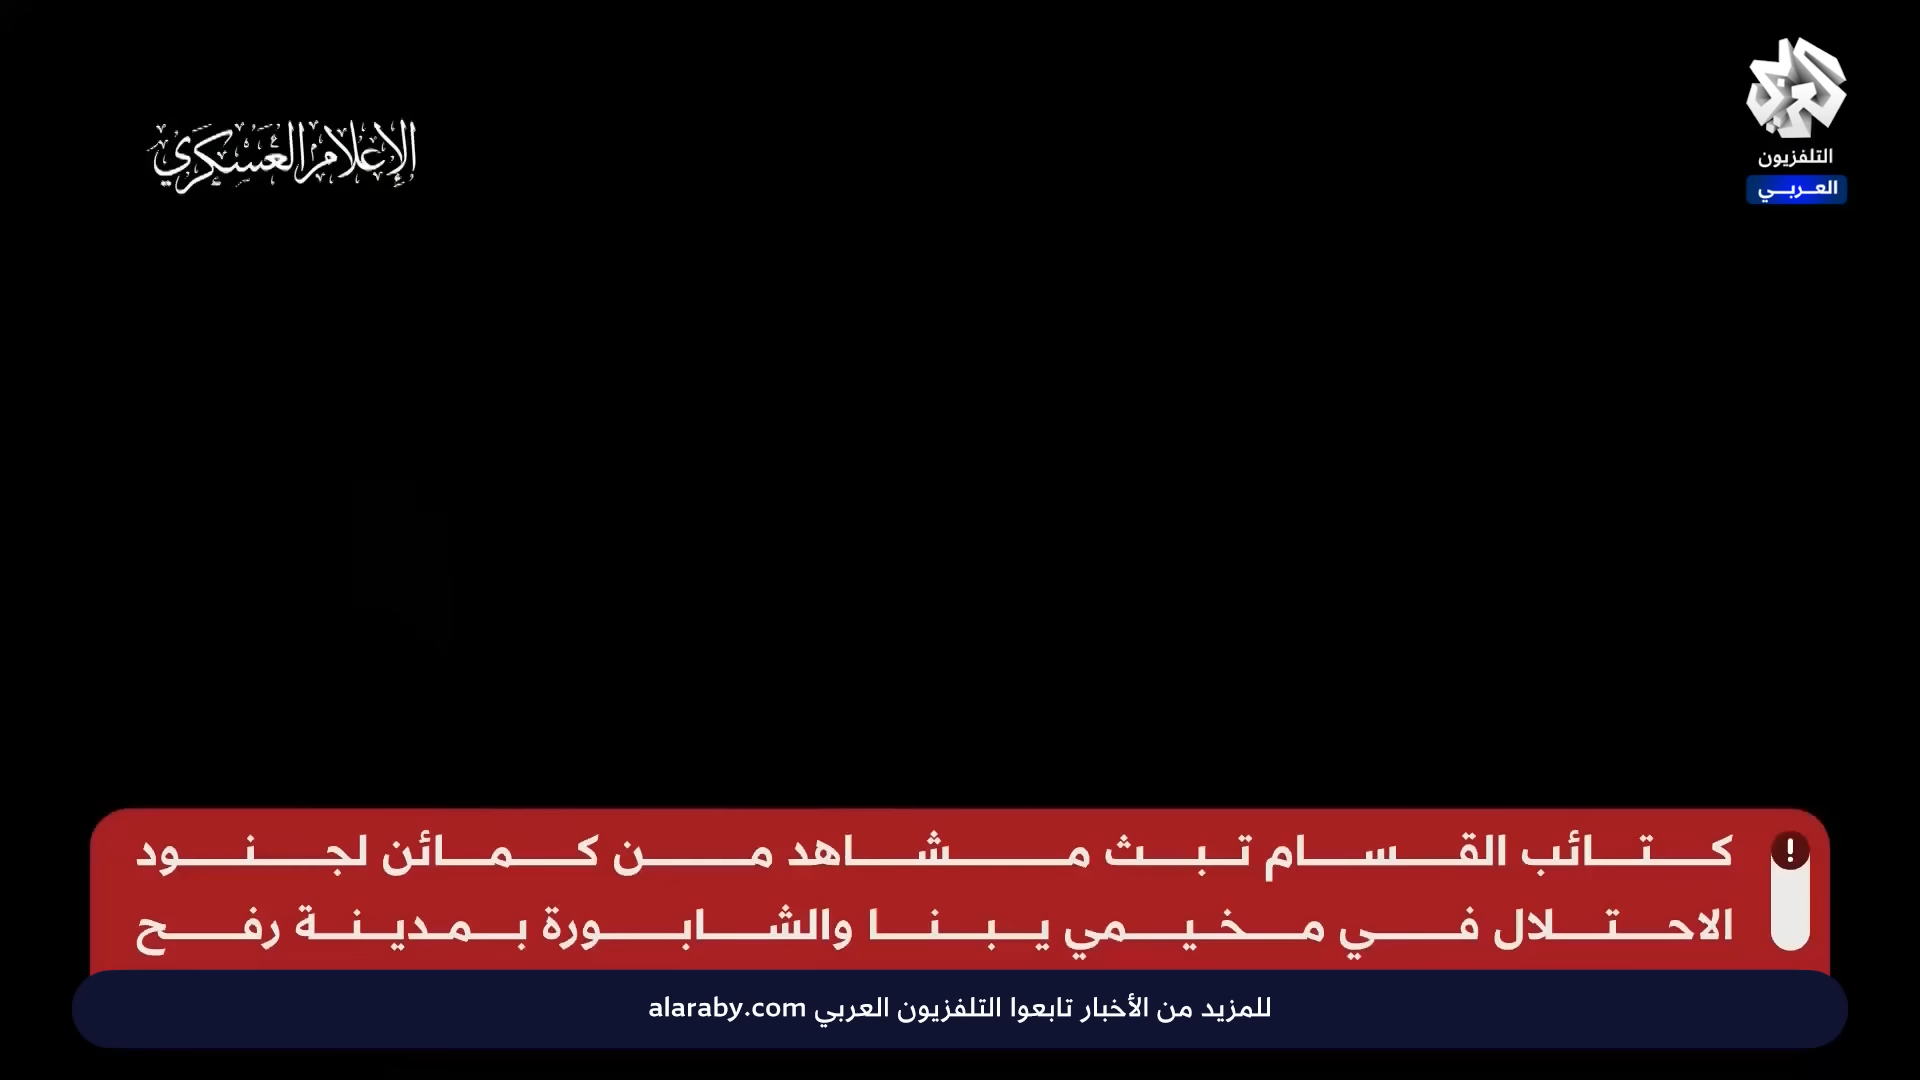 العربي
التلفزيون
العربي
الإعلام العسكري
كتائب القسام تبث مشاهد من كمائن لجنود
الاحتلال في مخيمي يبنا والشابورة بمدينة رفح
للمزيد من الأخبار تابعوا التلفزيون العربي alaraby.com